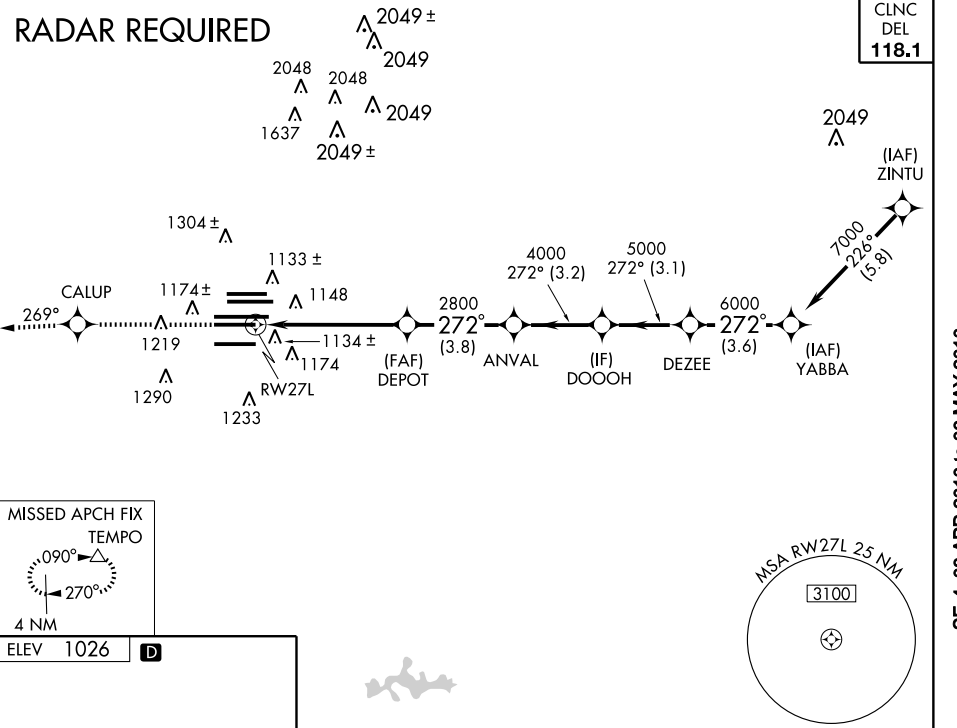 RADAR REQUIRED
CLNC
DEL
118.1
2049 ±
2049
2048
2048
2049
1637
2049 ±
2049
(IAF)
ZINTU
7000
226°
(5.8)
1304 ±
1133 ±
4000
272° (3.2)
5000
272° (3.1)
CALUP
1174 ±
1148
269°
2800
272°
(3.8)
6000
272°
(3.6)
1219
1134 ±
1174
(FAF)
DEPOT
ANVAL
(IF)
DOOOH
DEZEE
(IAF)
YABBA
1290
RW27L
1233
MISSED APCH FIX
TEMPO
090°
270°
4 NM
MSA RW27L 25 NM
3100
ELEV 1026 D